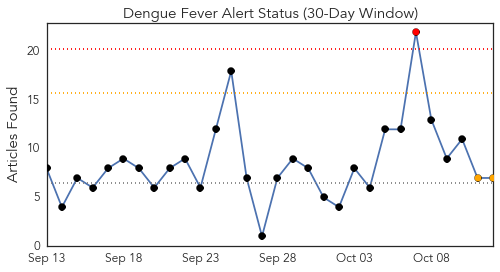 Dengue Fever Alert Status (30-Day Window)
Articles Found
20
15
10
5
0
Sep 13 Sep 18 Sep 23 Sep 28 Oct 03 Oct 08